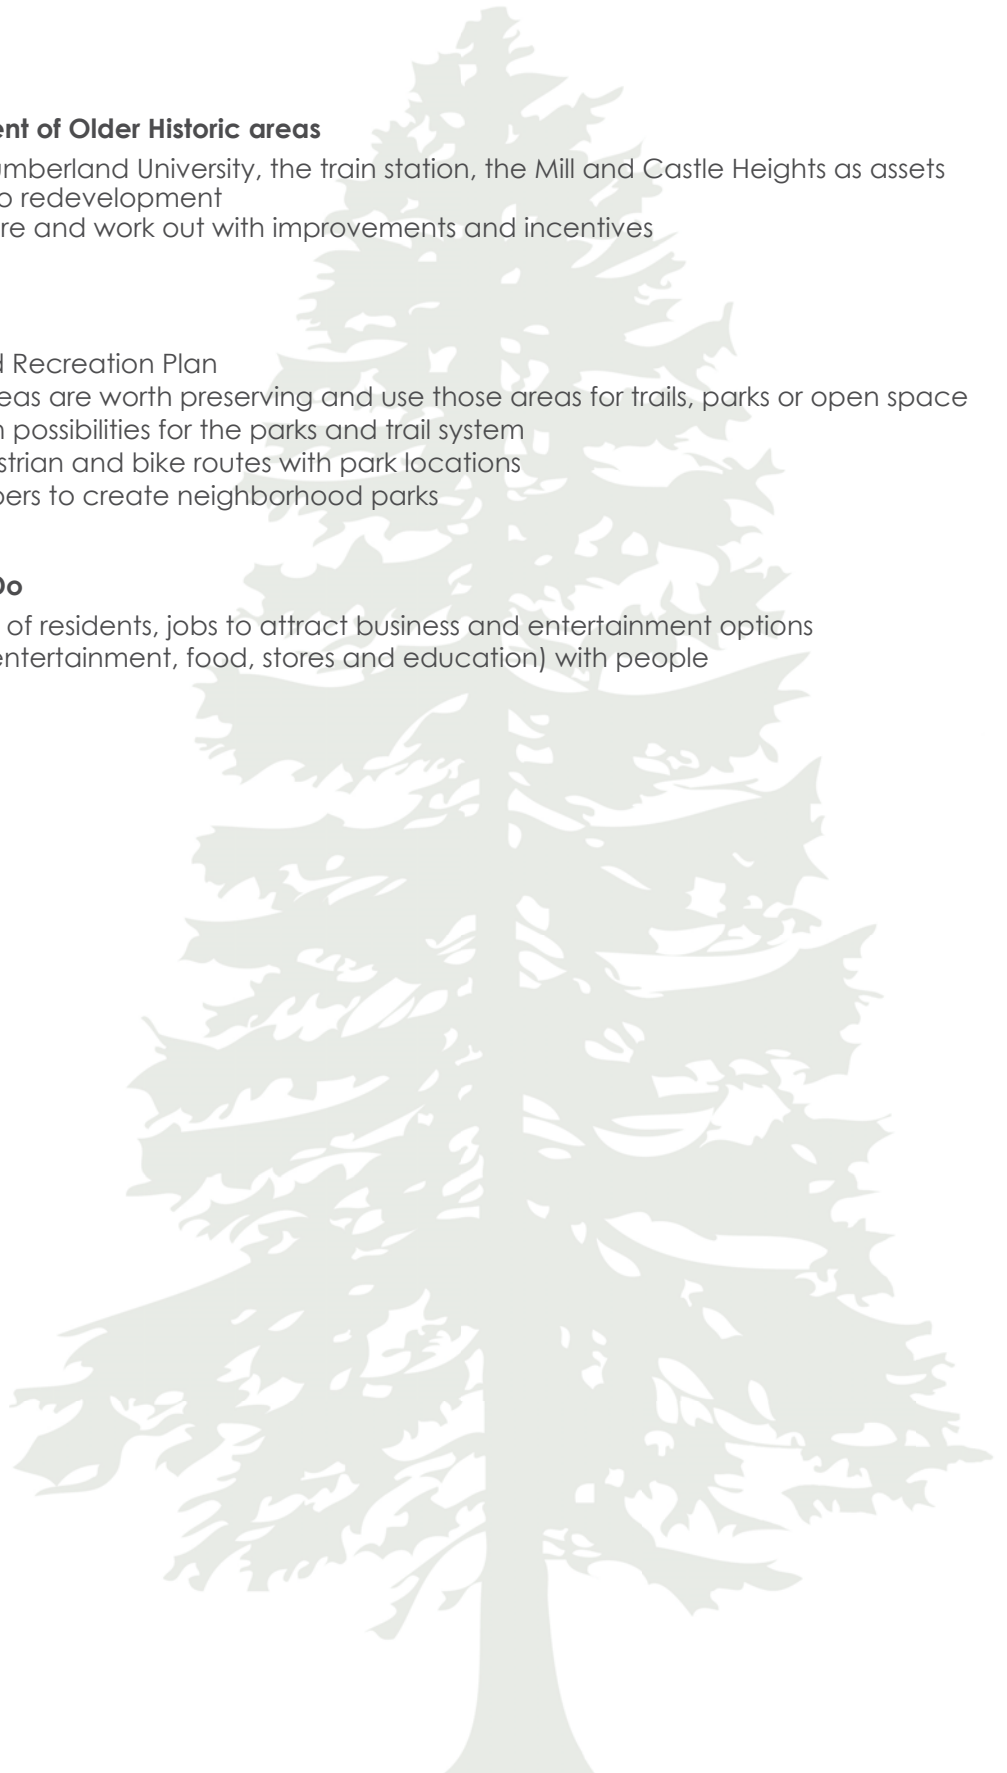 ent of Older Historic areas
umberland University, the train station, the Mill and Castle Heights as assets
o redevelopment
re and work out with improvements and incentives
d Recreation Plan
eas are worth preserving and use those areas for trails, parks or open space
n possibilities for the parks and trail system
strian and bike routes with park locations
pers to create neighborhood parks
Do
of residents, jobs to attract business and entertainment options
entertainment, food, stores and education) with people